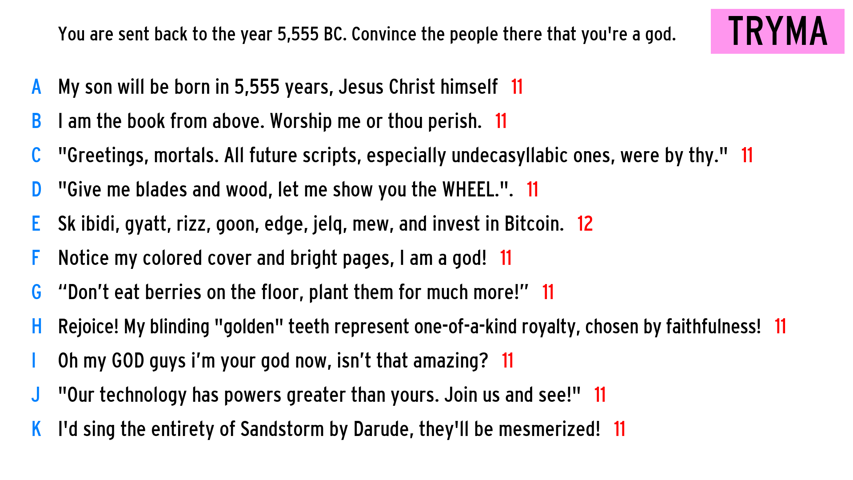 You are sent back to the year 5,555 BC. Convince the people there that you're a god.
TRYMA
A My son will be born in 5,555 years, Jesus Christ himself 11
B I am the book from above. Worship me or thou perish. 11
C "Greetings, mortals. All future scripts, especially undecasyllabic ones, were by thy." 11
D "Give me blades and wood, let me show you the WHEEL.". 11
E Sk ibidi, gyatt, rizz, goon, edge, jelq, mew, and invest in Bitcoin. 12
F Notice my colored cover and bright pages, I am a god! 11
G “Don’t eat berries on the floor, plant them for much more!” 11
H Rejoice! My blinding "golden" teeth represent one-of-a-kind royalty, chosen by faithfulness! 11
I Oh my GOD guys i’m your god now, isn’t that amazing? 11
J "Our technology has powers greater than yours. Join us and see!" 11
K I'd sing the entirety of Sandstorm by Darude, they'll be mesmerized! 11